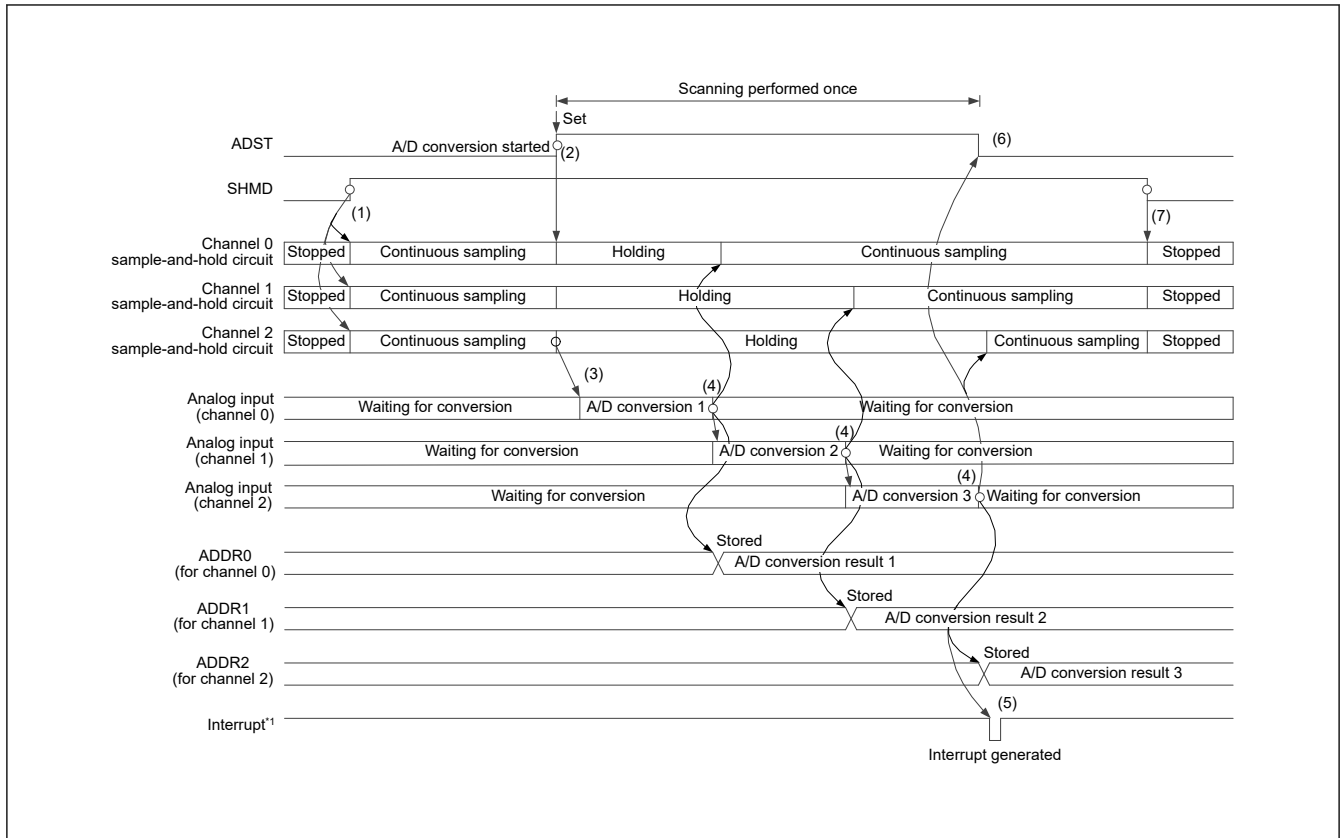 Scanning performed once
Set
ADST
A/D conversion started
(2)
(6)
SHMD
(1)
(7)
Channel 0
sample-and-hold circuit
Stopped
Continuous sampling
Holding
Continuous sampling
Stopped
Channel 1
sample-and-hold circuit
Stopped
Continuous sampling
Holding
Continuous sampling
Stopped
Channel 2
sample-and-hold circuit
Stopped
Continuous sampling
Holding
Continuous sampling
Stopped
(3)
(4)
Analog input
(channel 0)
Waiting for conversion
A/D conversion 1
Waiting for conversion
(4)
Analog input
(channel 1)
Waiting for conversion
A/D conversion 2
Waiting for conversion
(4)
Analog input
(channel 2)
Waiting for conversion
A/D conversion 3
Waiting for conversion
Stored
ADDR0
(for channel 0)
A/D conversion result 1
Stored
ADDR1
(for channel 1)
A/D conversion result 2
Stored
ADDR2
(for channel 2)
A/D conversion result 3
(5)
Interrupt*1
Interrupt generated